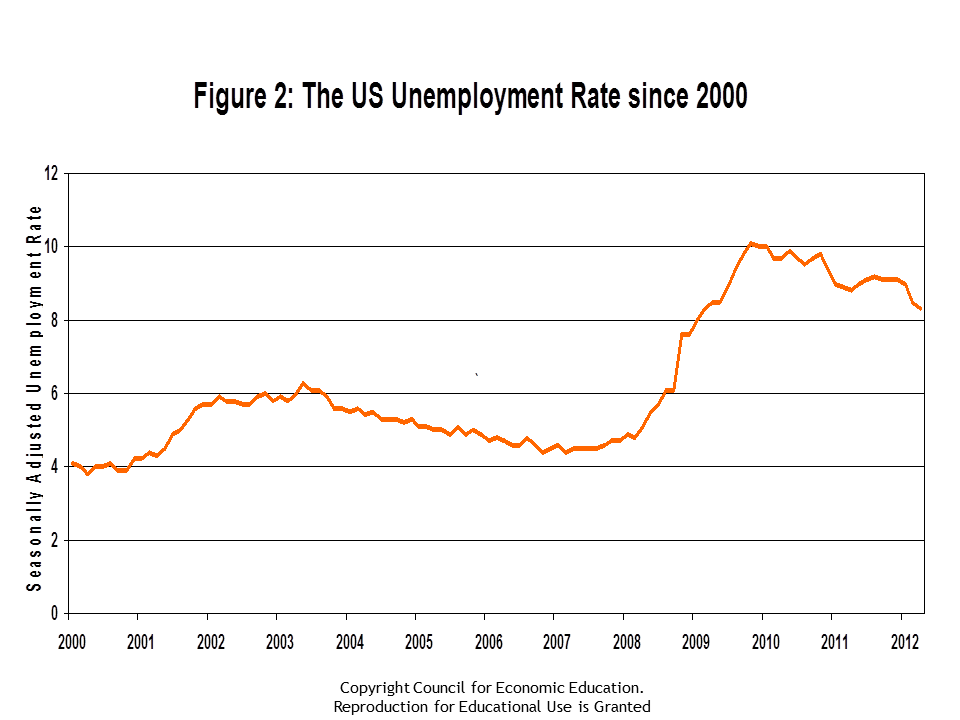 Figure 2: The US Unemployment Rate since 2000
Seasonally Adjusted Unemployment Rate
12
10
8
6
4
2
0
2000 2001 2002 2003 2004 2005 2006 2007 2008 2009 2010 2011 2012
Copyright Council for Economic Education.
Reproduction for Educational Use is Granted